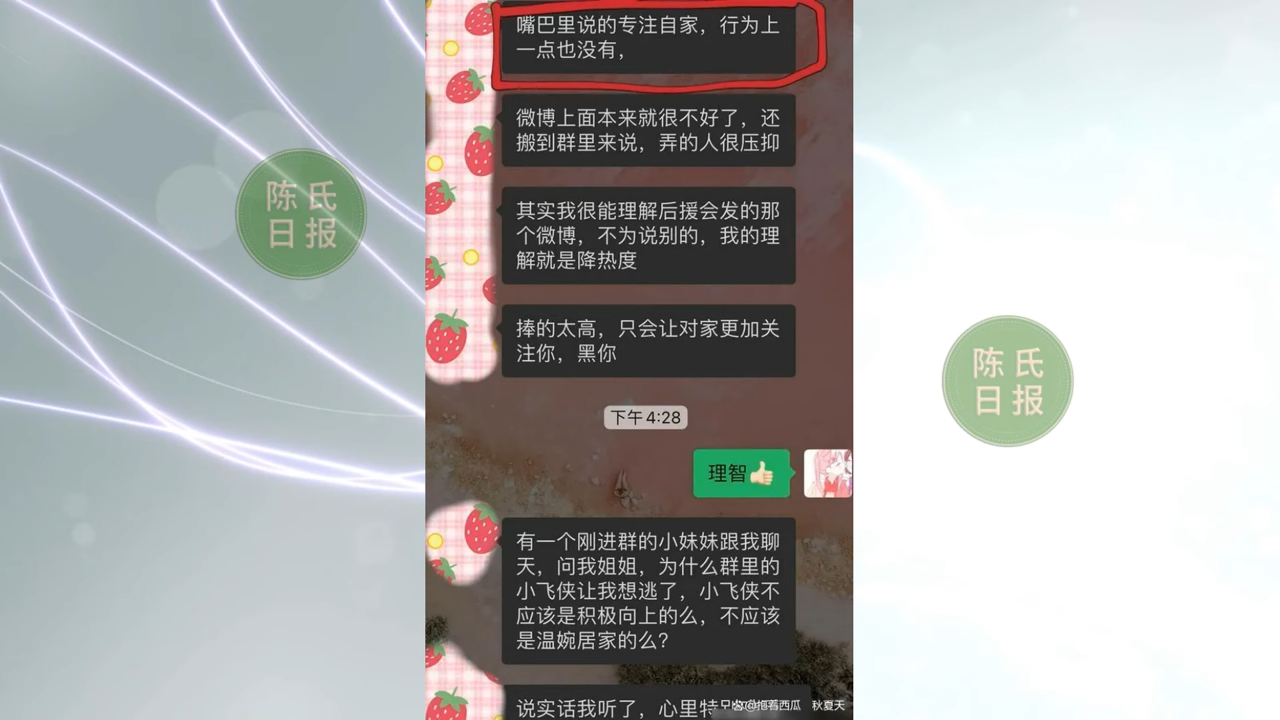 嘴巴里说的专注自家，行为上
一点也没有，
微博上面本来就很不好了，还
搬到群里来说，弄的人很压抑
其实我很能理解后援会发的那
个微博，不为说别的，我的理
解就是降热度
捧的太高，只会让对家更加关
注你，黑你
下午 4:28
理智👍🏻
有一个刚进群的小妹妹跟我聊
天，问我姐姐，为什么群里的
小飞侠让我想逃了，小飞侠不
应该是积极向上的么，不应该
是温婉居家的么？
说实话我听了，心里特
@抱着西瓜 秋夏天
陈氏
日报
陈氏
日报